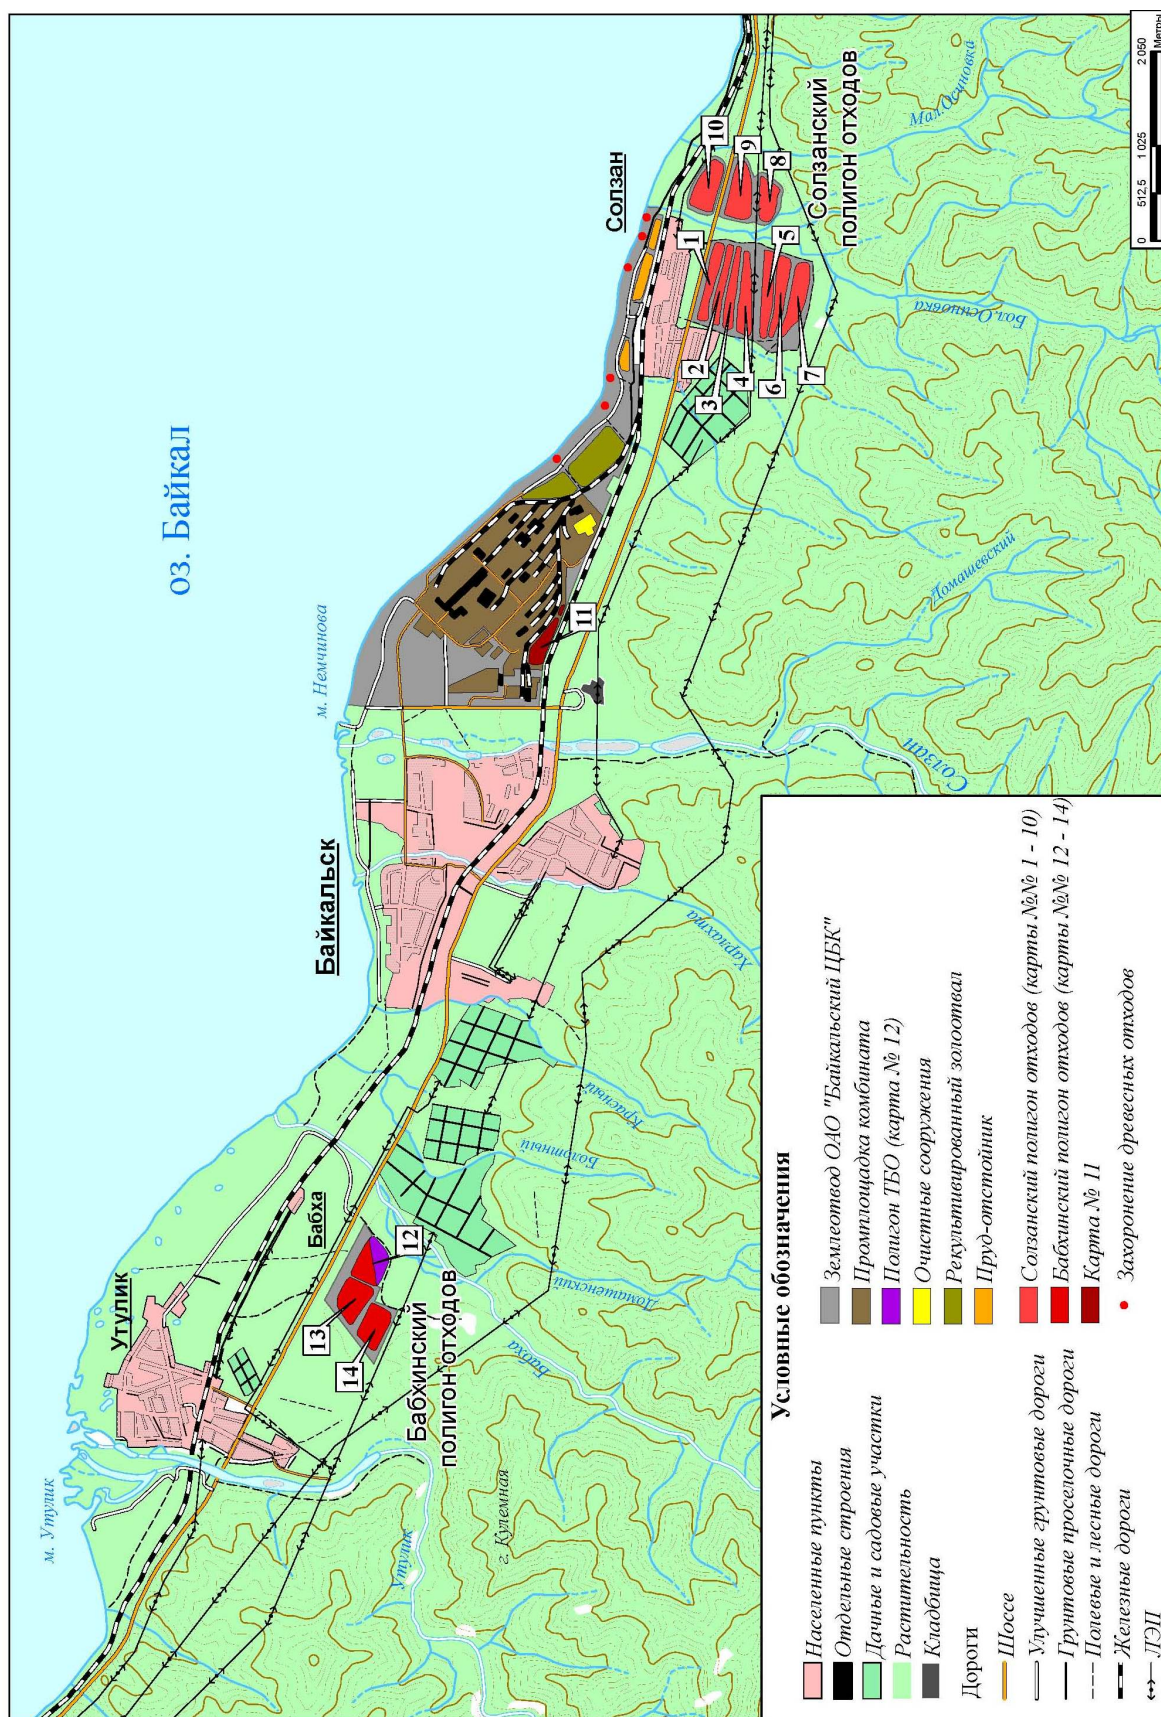 оз. Байкал
м. Утулик
Утулик
Бабха
Байкальск
м. Немчинова
Солзан
13
14
12
11
1
2
3
4
5
6
7
8
9
10
Бабхинский
полигон отходов
Солзанский
полигон отходов
Утулик
г. Кулемная
Бабха
Домашенский
Болотный
Красный
Харлахта
Солзан
Домашевский
Бол.Осиновка
Мал.Осиновка
Условные обозначения
Населенные пункты
Отдельные строения
Дачные и садовые участки
Растительность
Кладбища
Дороги
Шоссе
Улучшенные грунтовые дороги
Грунтовые проселочные дороги
Полевые и лесные дороги
Железные дороги
ЛЭП
Землеотвод ОАО "Байкальский ЦБК"
Промплощадка комбината
Полигон ТБО (карта № 12)
Очистные сооружения
Рекультивированный золоотвал
Пруд-отстойник
Солзанский полигон отходов (карты №№ 1 - 10)
Бабхинский полигон отходов (карты №№ 12 - 14)
Карта № 11
Захоронение древесных отходов
0 512,5 1 025 2 050
Метры